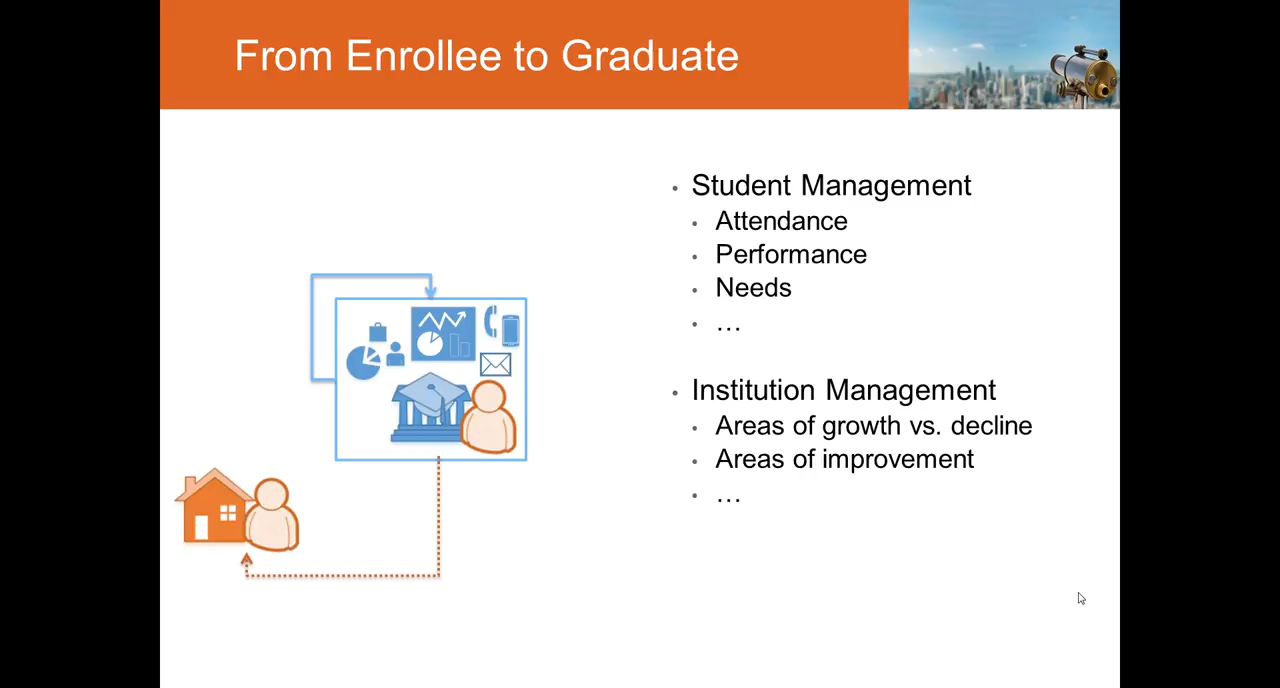 From Enrollee to Graduate
• Student Management
• Attendance
• Performance
• Needs
• …
• Institution Management
• Areas of growth vs. decline
• Areas of improvement
• …